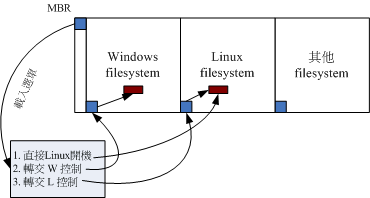 MBR
Windows
filesystem
Linux
filesystem
其他
filesystem
載入選單
1. 直接Linux開機
2. 轉交 W 控制
3. 轉交 L 控制